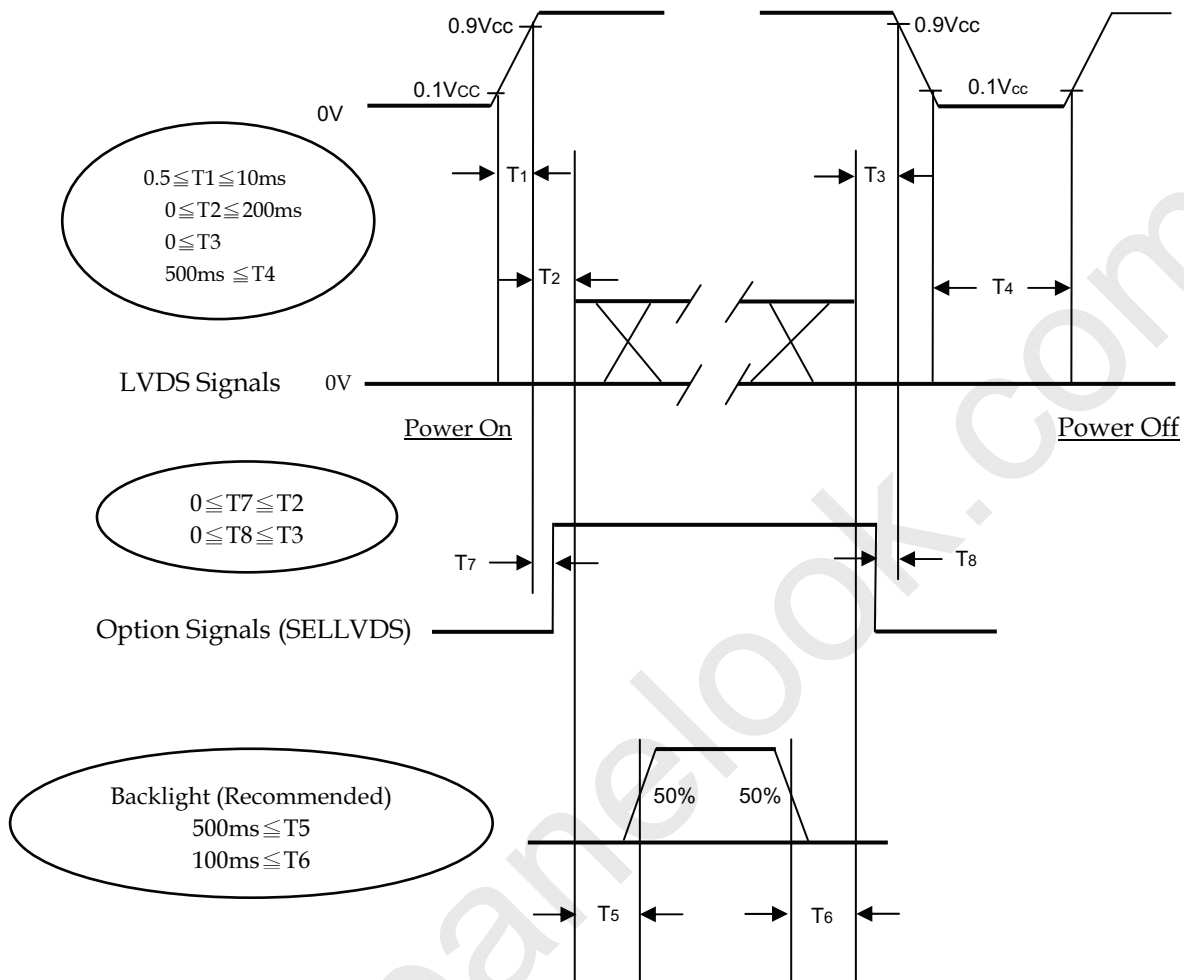 0.9Vcc
0.9Vcc
0.1VCC
0.1Vcc
0V
0.5≦T1≦10ms
0≦T2≦200ms
0≦T3
500ms ≦T4
T1
T3
T2
T4
LVDS Signals
0V
Power On
Power Off
0≦T7≦T2
0≦T8≦T3
T7
T8
Option Signals (SELLVDS)
Backlight (Recommended)
500ms≦T5
100ms≦T6
50%
50%
T5
T6
panelook.com